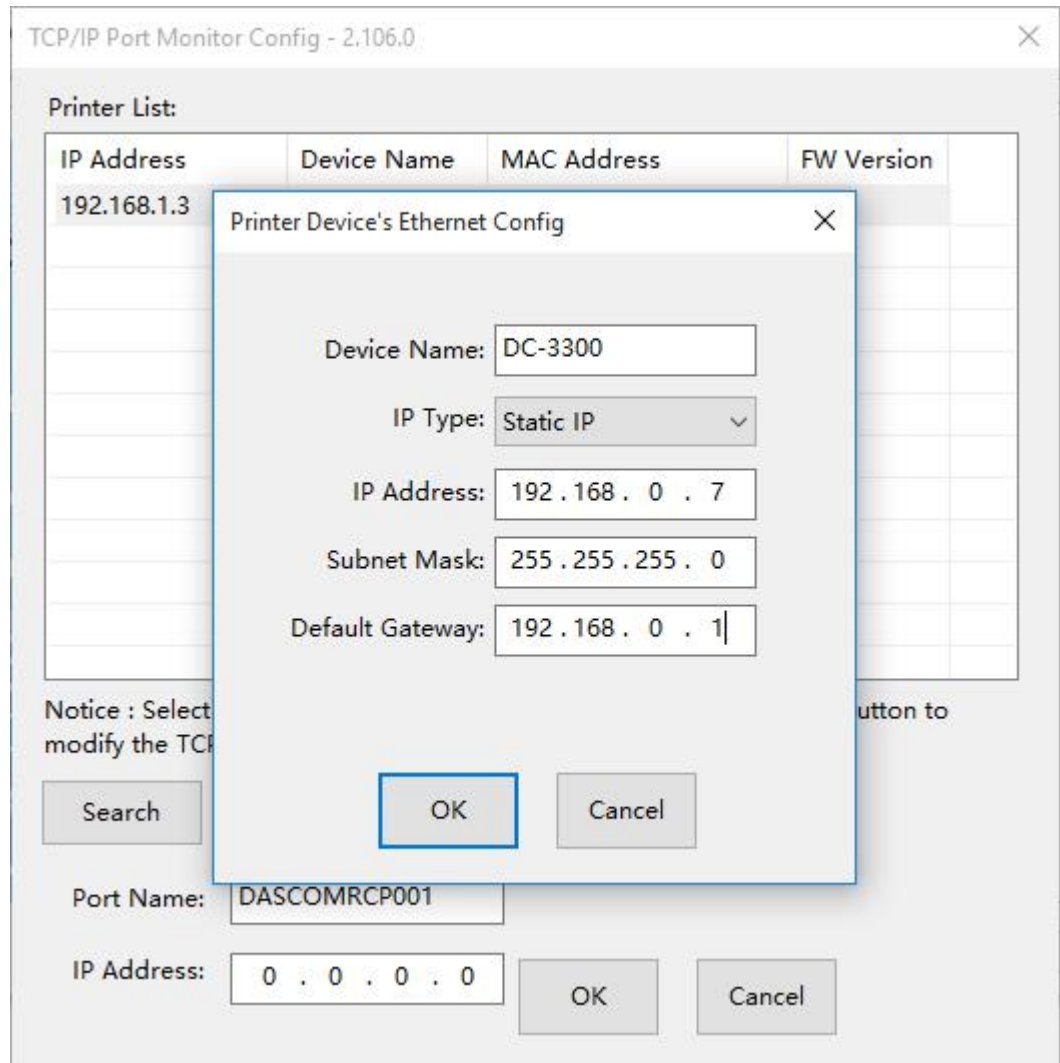 TCP/IP Port Monitor Config - 2.106.0
Printer List:
IP Address Device Name MAC Address FW Version
192.168.1.3
Printer Device's Ethernet Config
Device Name: DC-3300
IP Type: Static IP
IP Address: 192 . 168 . 0 . 7
Subnet Mask: 255 . 255 . 255 . 0
Default Gateway: 192 . 168 . 0 . 1
OK Cancel
Notice : Select utton to
modify the TCP
Search
Port Name: DASCOMRCP001
IP Address: 0 . 0 . 0 . 0
OK Cancel